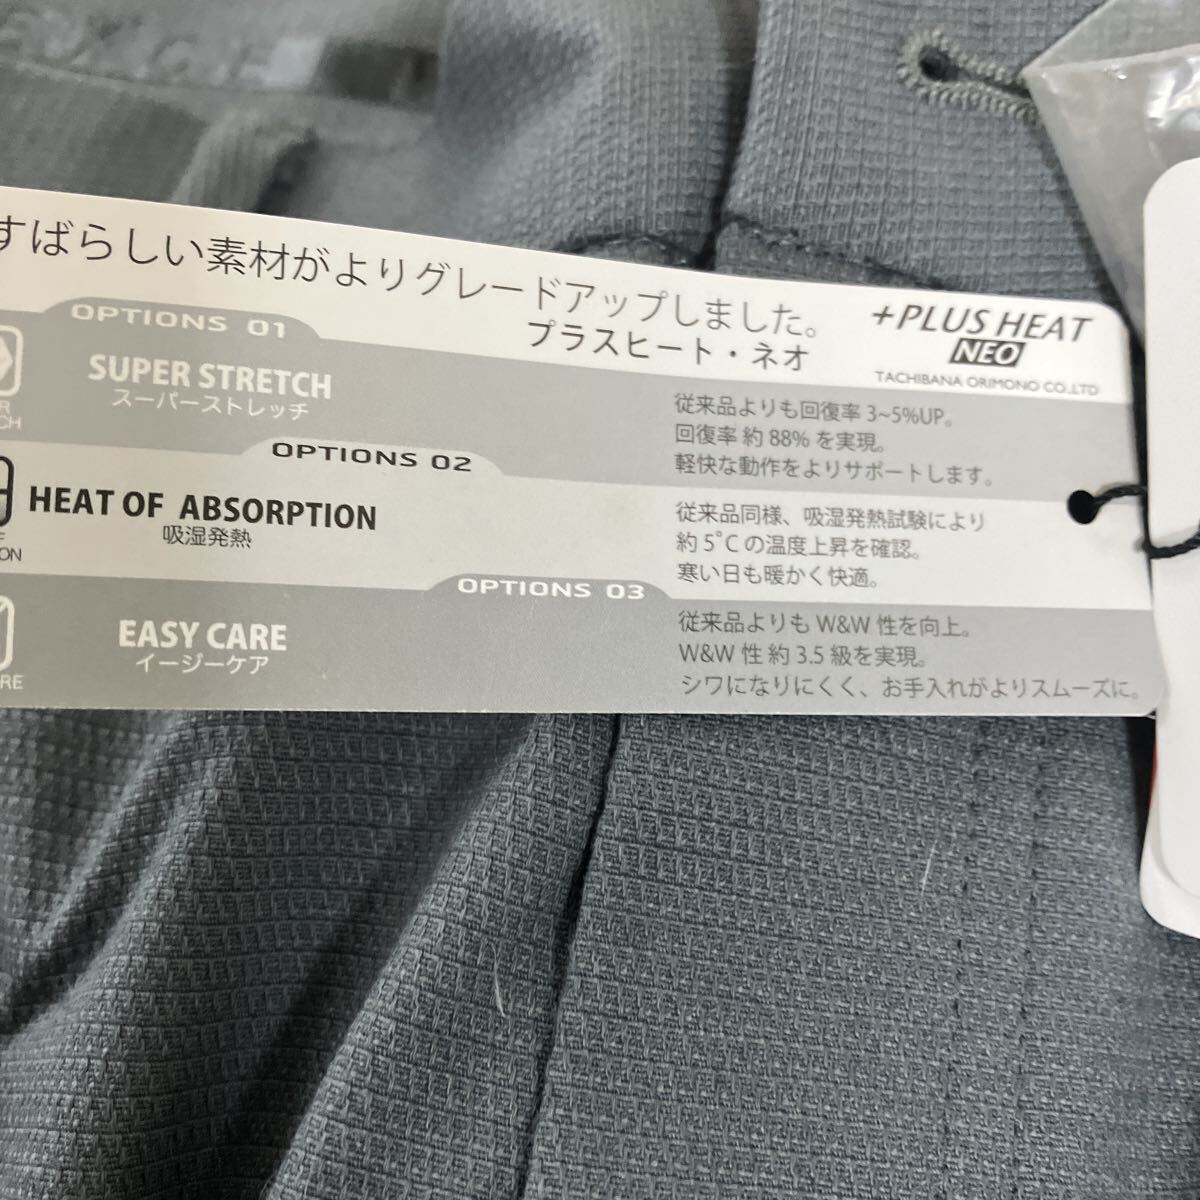 すばらしい素材がよりグレードアップしました。
プラスヒート・ネオ
+PLUS HEAT
NEO
TACHIBANA ORIMONO CO.,LTD
OPTIONS 01
SUPER STRETCH
スーパーストレッチ
従来品よりも回復率 3~5%UP。
回復率 約 88% を実現。
軽快な動作をよりサポートします。
OPTIONS 02
HEAT OF ABSORPTION
吸湿発熱
従来品同様、吸湿発熱試験により
約 5°C の温度上昇を確認。
寒い日も暖かく快適。
OPTIONS 03
EASY CARE
イージーケア
従来品よりも W&W 性を向上。
W&W 性 約 3.5 級を実現。
シワになりにくく、お手入れがよりスムーズに。